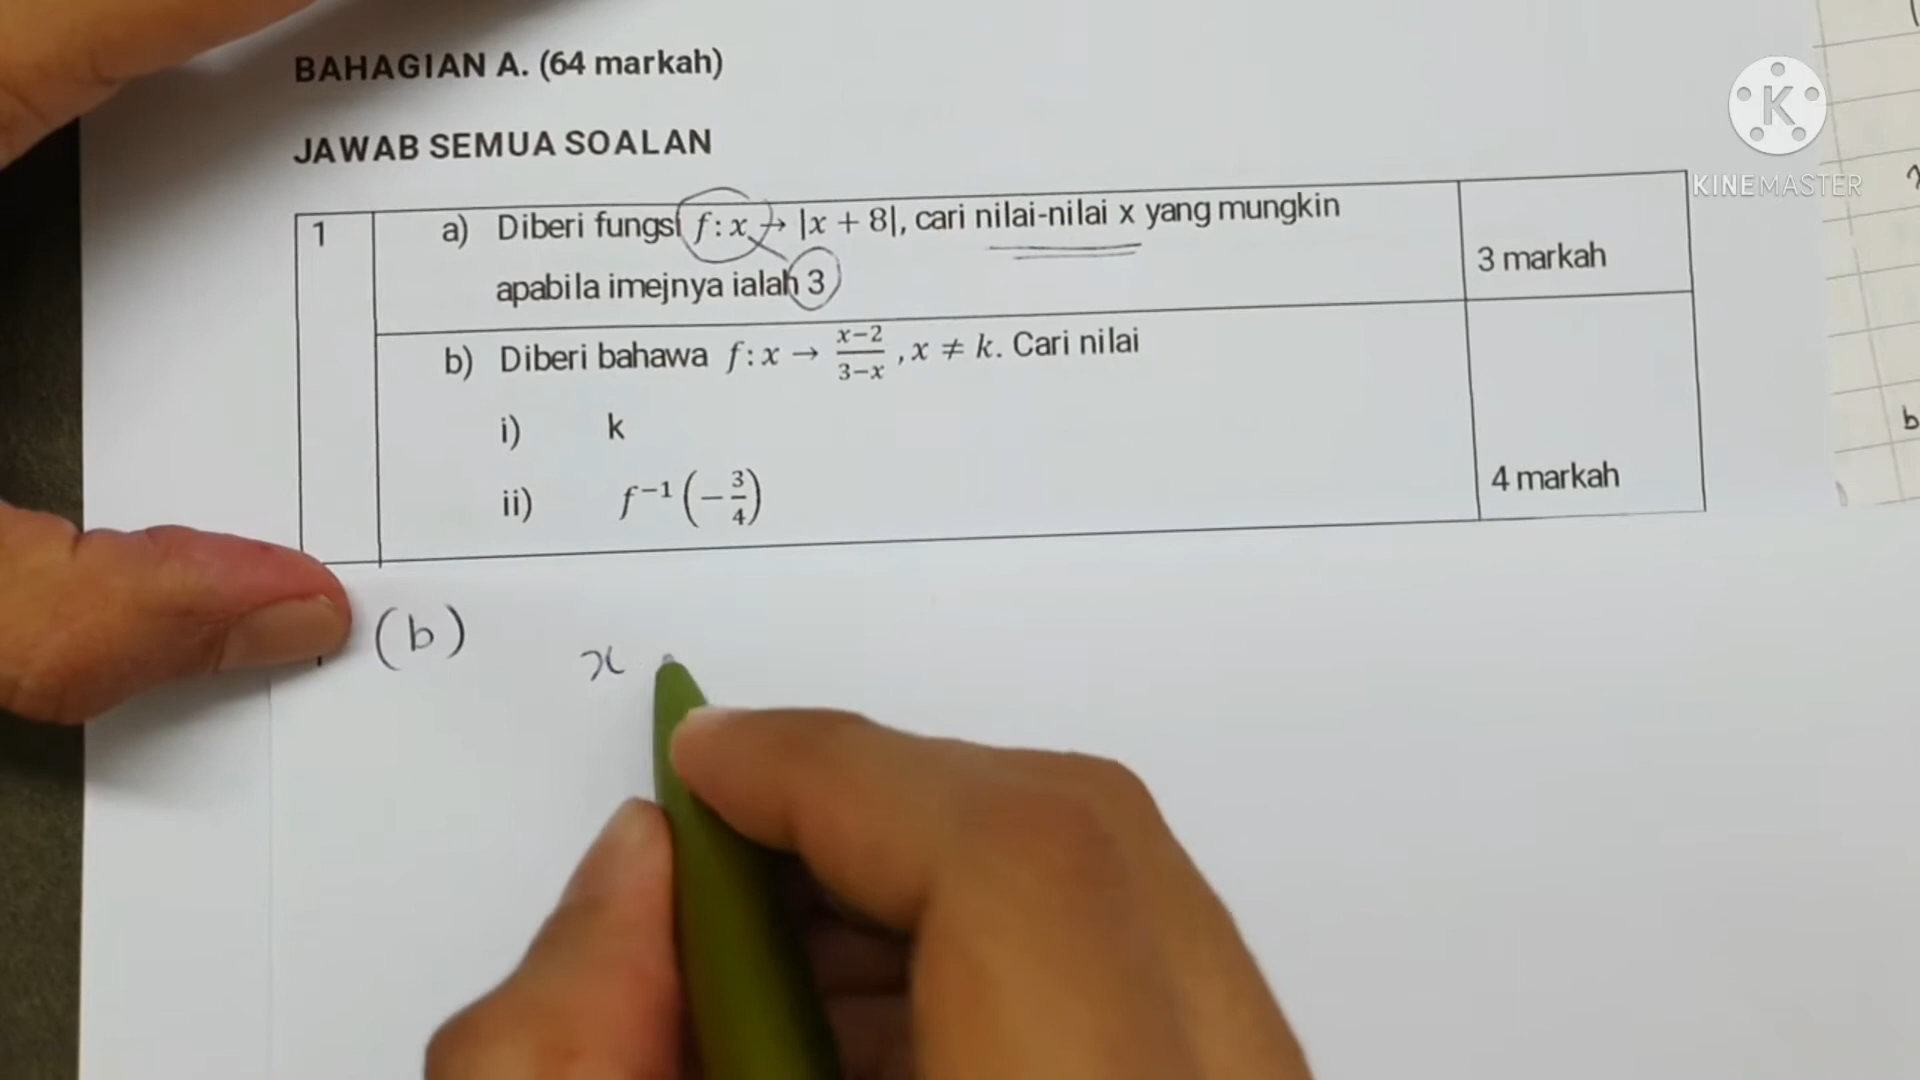 BAHAGIAN A. (64 markah)
JAWAB SEMUA SOALAN
KINEMASTER
1
a) Diberi fungsi f : x → |x + 8|, cari nilai-nilai x yang mungkin
apabila imejnya ialah 3
3 markah
b) Diberi bahawa f : x → x−2/3−x , x ≠ k. Cari nilai
i) k
ii) f⁻¹(−3/4)
4 markah
(b) x
b